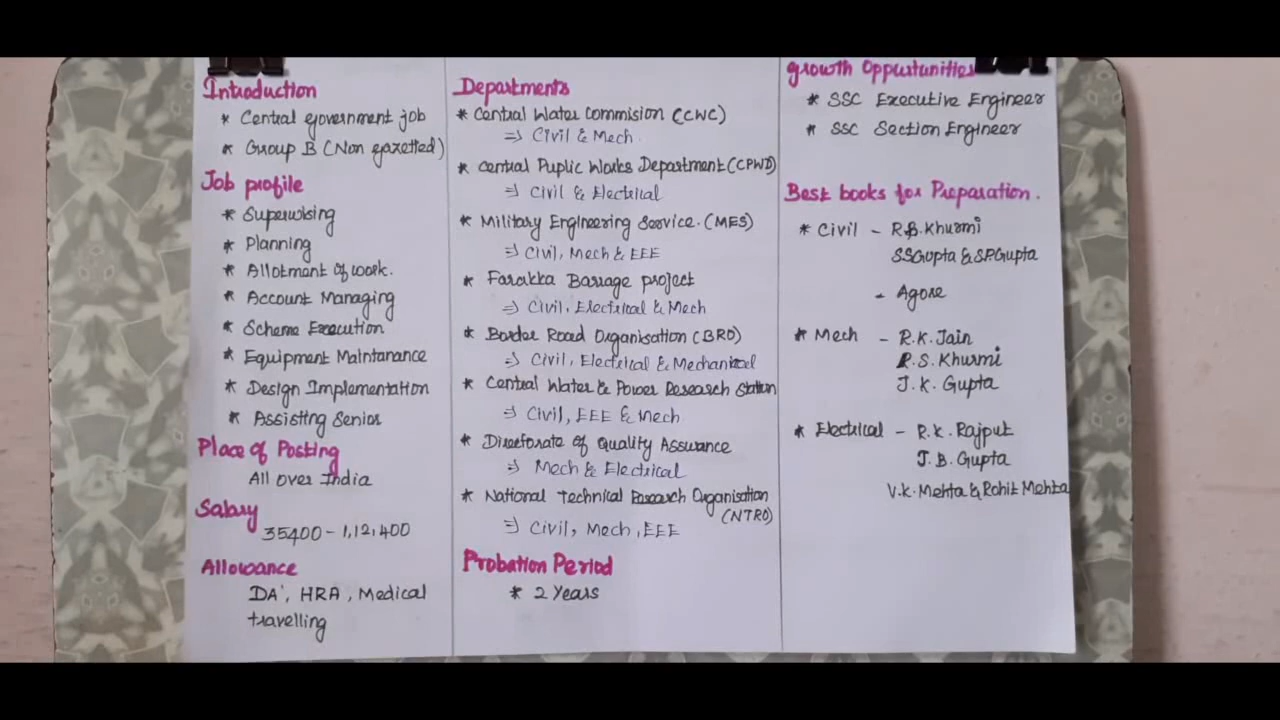 Introduction
* Central government job
* Group B (Non gazetted)
Job profile
* Supervising
* Planning
* Allotment of work.
* Account Managing
* Scheme Execution
* Equipment Maintanance
* Design Implementation
* Assisting Senior
Place of Posting
All over India
Salary
35400 - 1,12,400
Allowance
DA', HRA, Medical
travelling
Departments
* Central Water Commision (CWC)
⇒ Civil & Mech.
* Central Puplic Works Department (CPWD)
⇒ Civil & Electrical
* Military Engineering Service. (MES)
⇒ Civil, Mech & EEE
* Farakka Barrage project
⇒ Civil, Electrical & Mech
* Border Road Organisation (BRO)
⇒ Civil, Electrical & Mechanical
* Central Water & Power Research Station
⇒ Civil, EEE & Mech
* Directorate of Quality Assurance
⇒ Mech & Electrical
* National Technical Research Organisation
(NTRO)
⇒ Civil, Mech, EEE
Probation Period
* 2 Years
growth Oppurtunities
* SSC Executive Engineer
* SSC Section Engineer
Best books for Preparation.
* Civil - R.S. Khurmi
SSGupta & SPGupta
- Agore
* Mech - R.K. Jain
R.S. Khurmi
J.K. Gupta
* Electrical - R.K. Rajput
J.B. Gupta
V.K. Mehta & Rohit Mehta